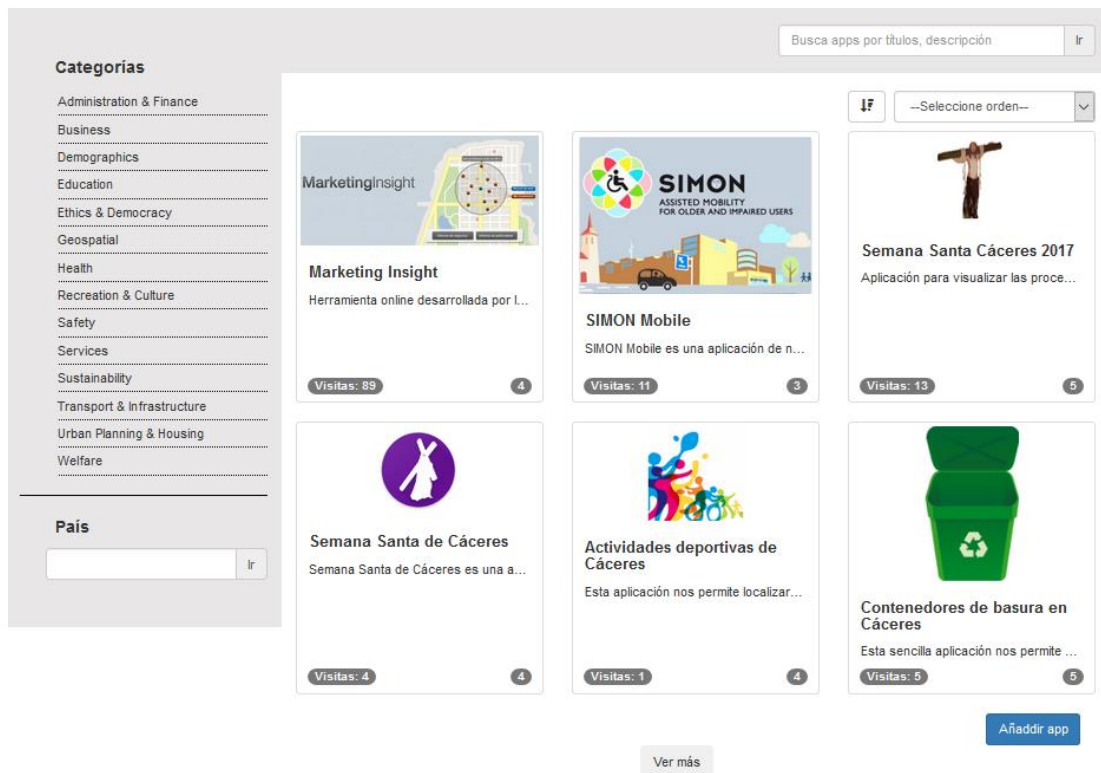 Busca apps por títulos, descripción
Ir
Categorías
Administration & Finance
Business
Demographics
Education
Ethics & Democracy
Geospatial
Health
Recreation & Culture
Safety
Services
Sustainability
Transport & Infrastructure
Urban Planning & Housing
Welfare
País
Ir
--Seleccione orden--
MarketingInsight
Marketing Insight
Herramienta online desarrollada por l...
Visitas: 89
4
SIMON
ASSISTED MOBILITY
FOR OLDER AND IMPAIRED USERS
SIMON Mobile
SIMON Mobile es una aplicación de n...
Visitas: 11
3
Semana Santa Cáceres 2017
Aplicación para visualizar las proce...
Visitas: 13
5
Semana Santa de Cáceres
Semana Santa de Cáceres es una a...
Visitas: 4
4
Actividades deportivas de
Cáceres
Esta aplicación nos permite localizar...
Visitas: 1
4
Contenedores de basura en
Cáceres
Esta sencilla aplicación nos permite ...
Visitas: 5
5
Añaddir app
Ver más